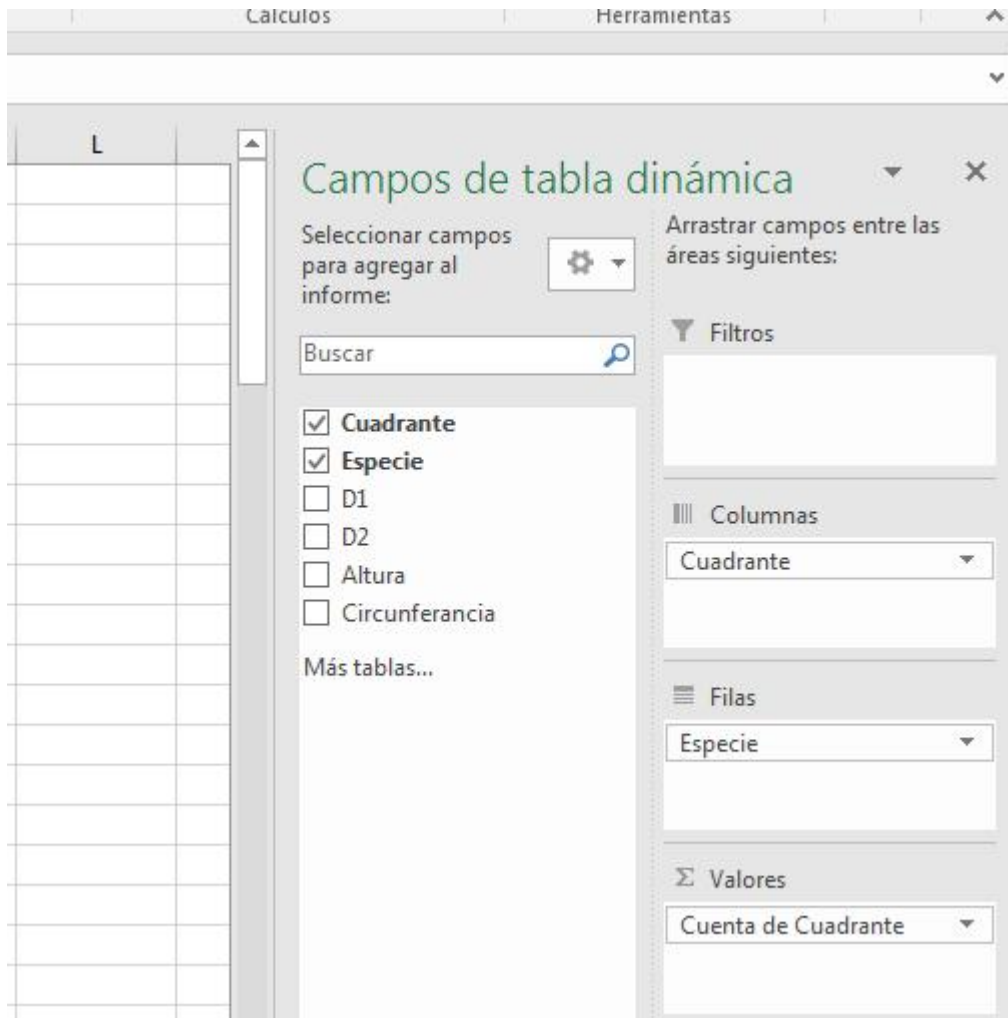 Cálculos
Herramientas
L
Campos de tabla dinámica
Seleccionar campos
para agregar al
informe:
Buscar
Cuadrante
Especie
D1
D2
Altura
Circunferancia
Más tablas...
Arrastrar campos entre las
áreas siguientes:
Filtros
Columnas
Cuadrante
Filas
Especie
Σ Valores
Cuenta de Cuadrante